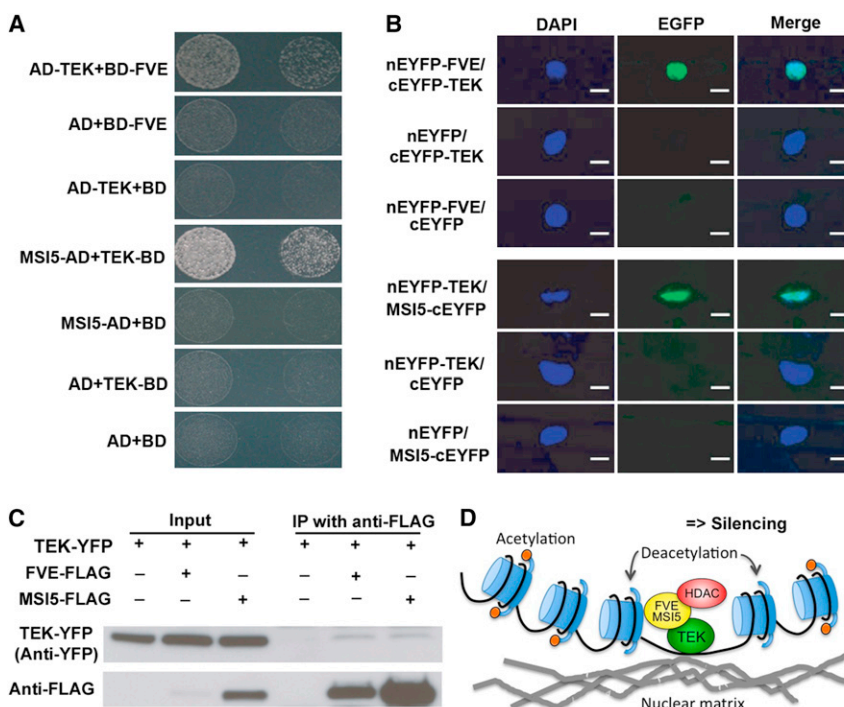 A
AD-TEK+BD-FVE
AD+BD-FVE
AD-TEK+BD
MSI5-AD+TEK-BD
MSI5-AD+BD
AD+TEK-BD
AD+BD
B
DAPI EGFP Merge
nEYFP-FVE/
cEYFP-TEK
nEYFP/
cEYFP-TEK
nEYFP-FVE/
cEYFP
nEYFP-TEK/
MSI5-cEYFP
nEYFP-TEK/
cEYFP
nEYFP/
MSI5-cEYFP
C
Input IP with anti-FLAG
TEK-YFP + + + + + +
FVE-FLAG – + – – + –
MSI5-FLAG – – + – – +
TEK-YFP
(Anti-YFP)
Anti-FLAG
D
=> Silencing
Acetylation
Deacetylation
HDAC
FVE
MSI5
TEK
Nuclear matrix